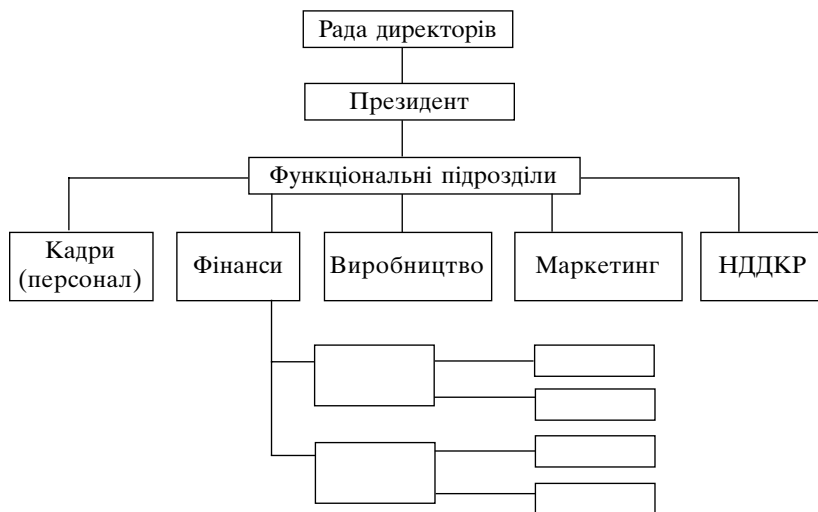 Рада директорів
Президент
Функціональні підрозділи
Кадри
(персонал)
Фінанси
Виробництво
Маркетинг
НДДКР